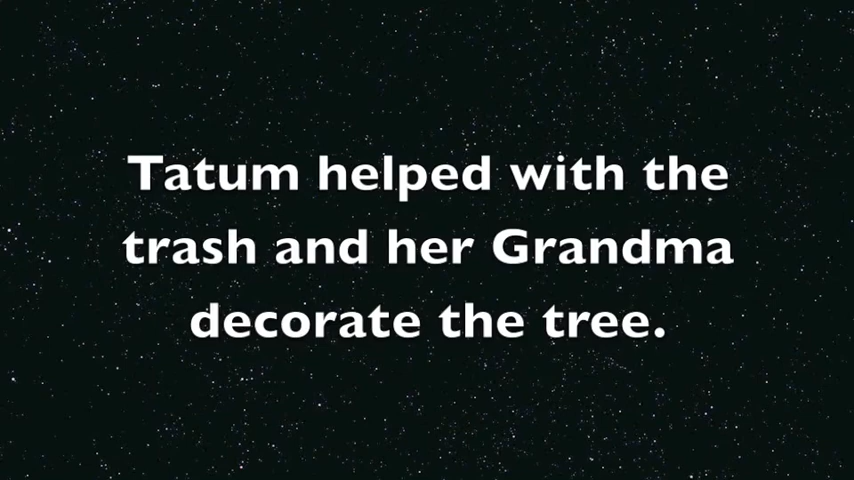 Tatum helped with the
trash and her Grandma
decorate the tree.